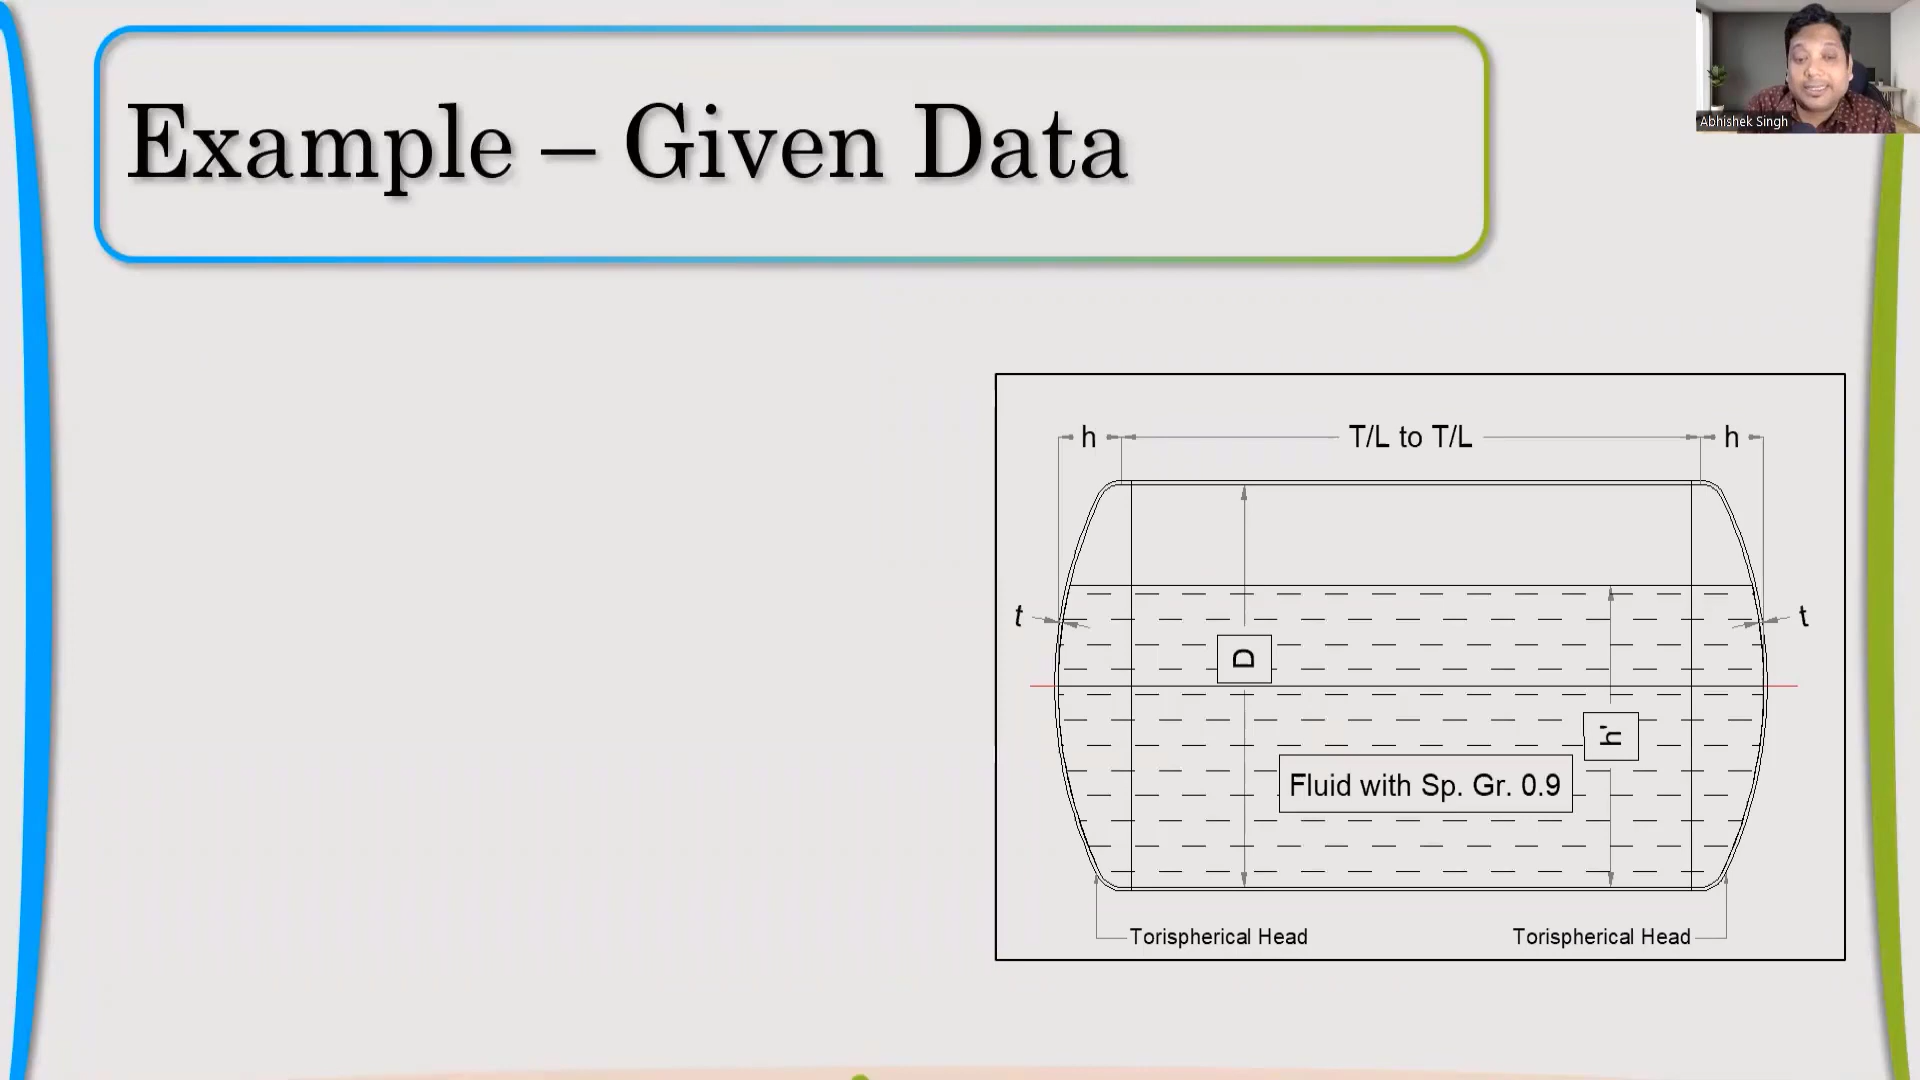 Example – Given Data
Abhishek Singh
h T/L to T/L h
t t
D
h'
Fluid with Sp. Gr. 0.9
Torispherical Head Torispherical Head